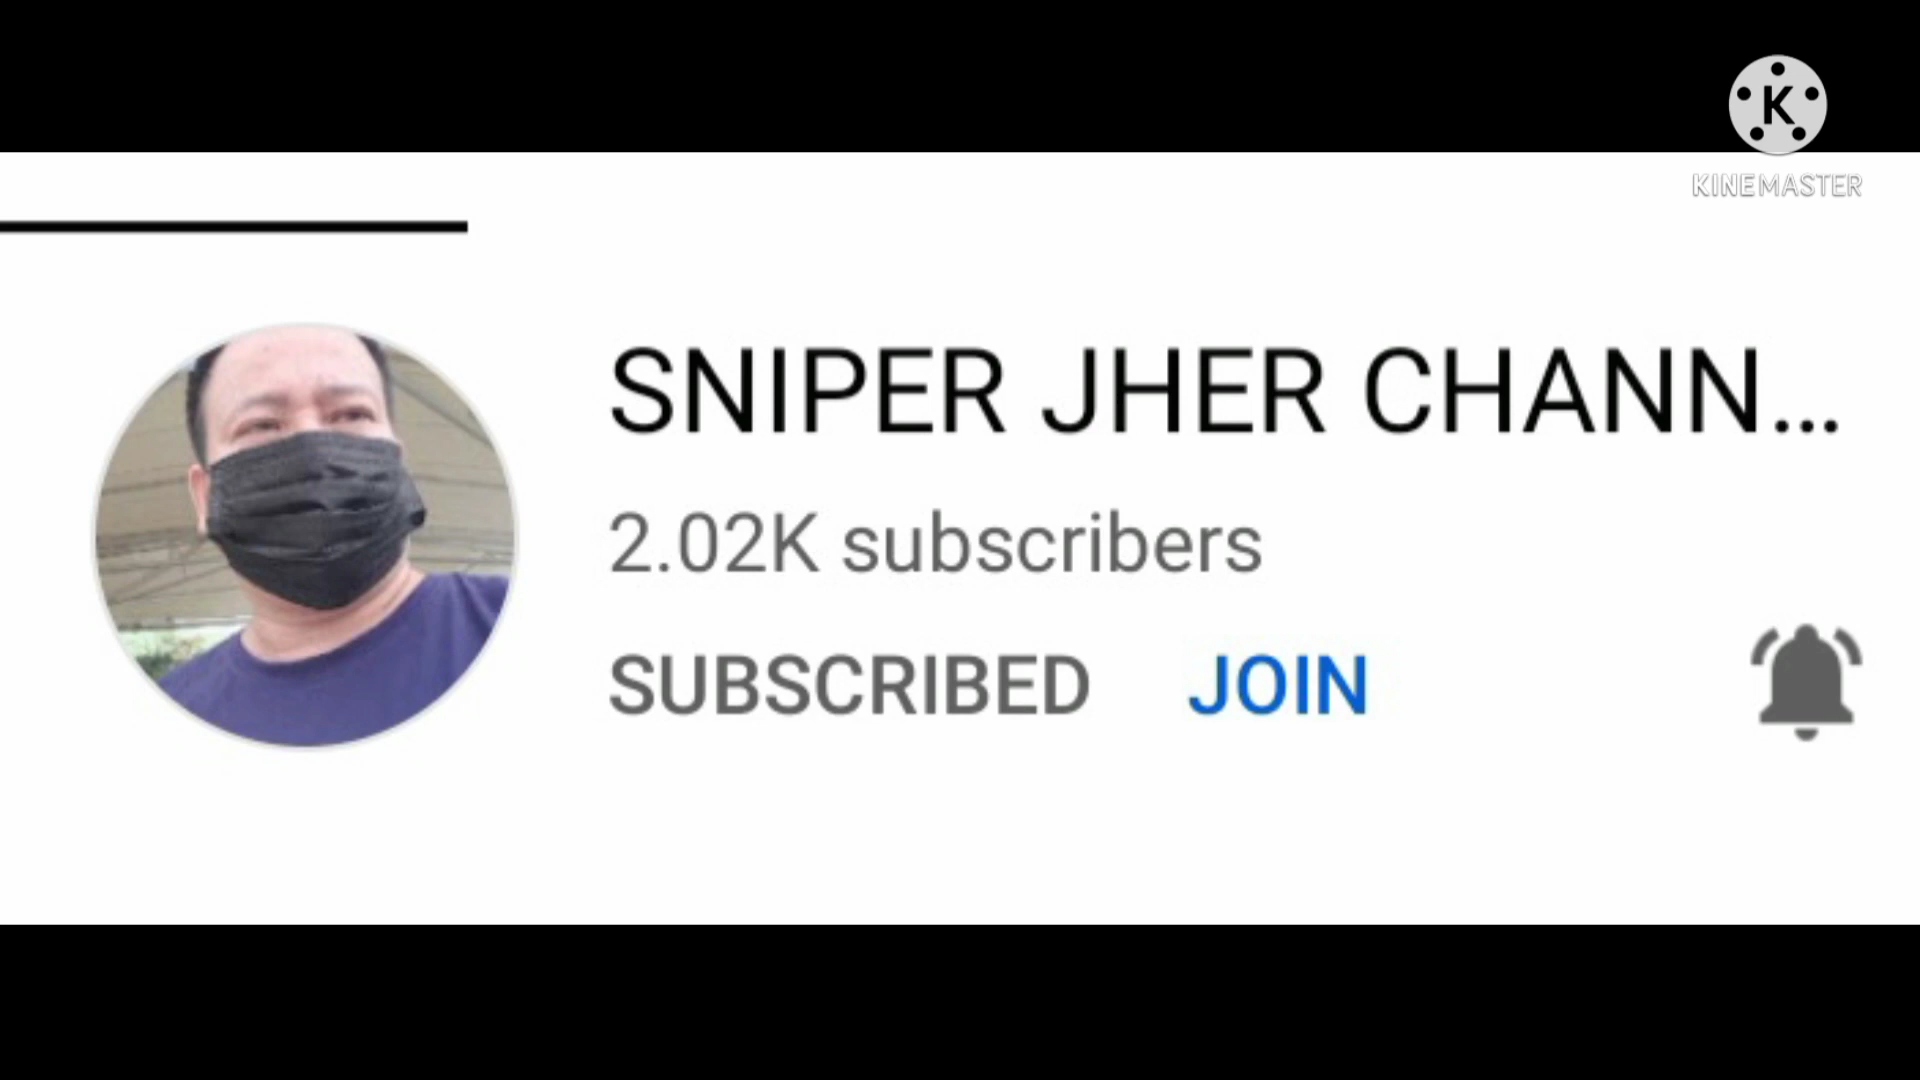 K
KINEMASTER
SNIPER JHER CHANN...
2.02K subscribers
SUBSCRIBED JOIN